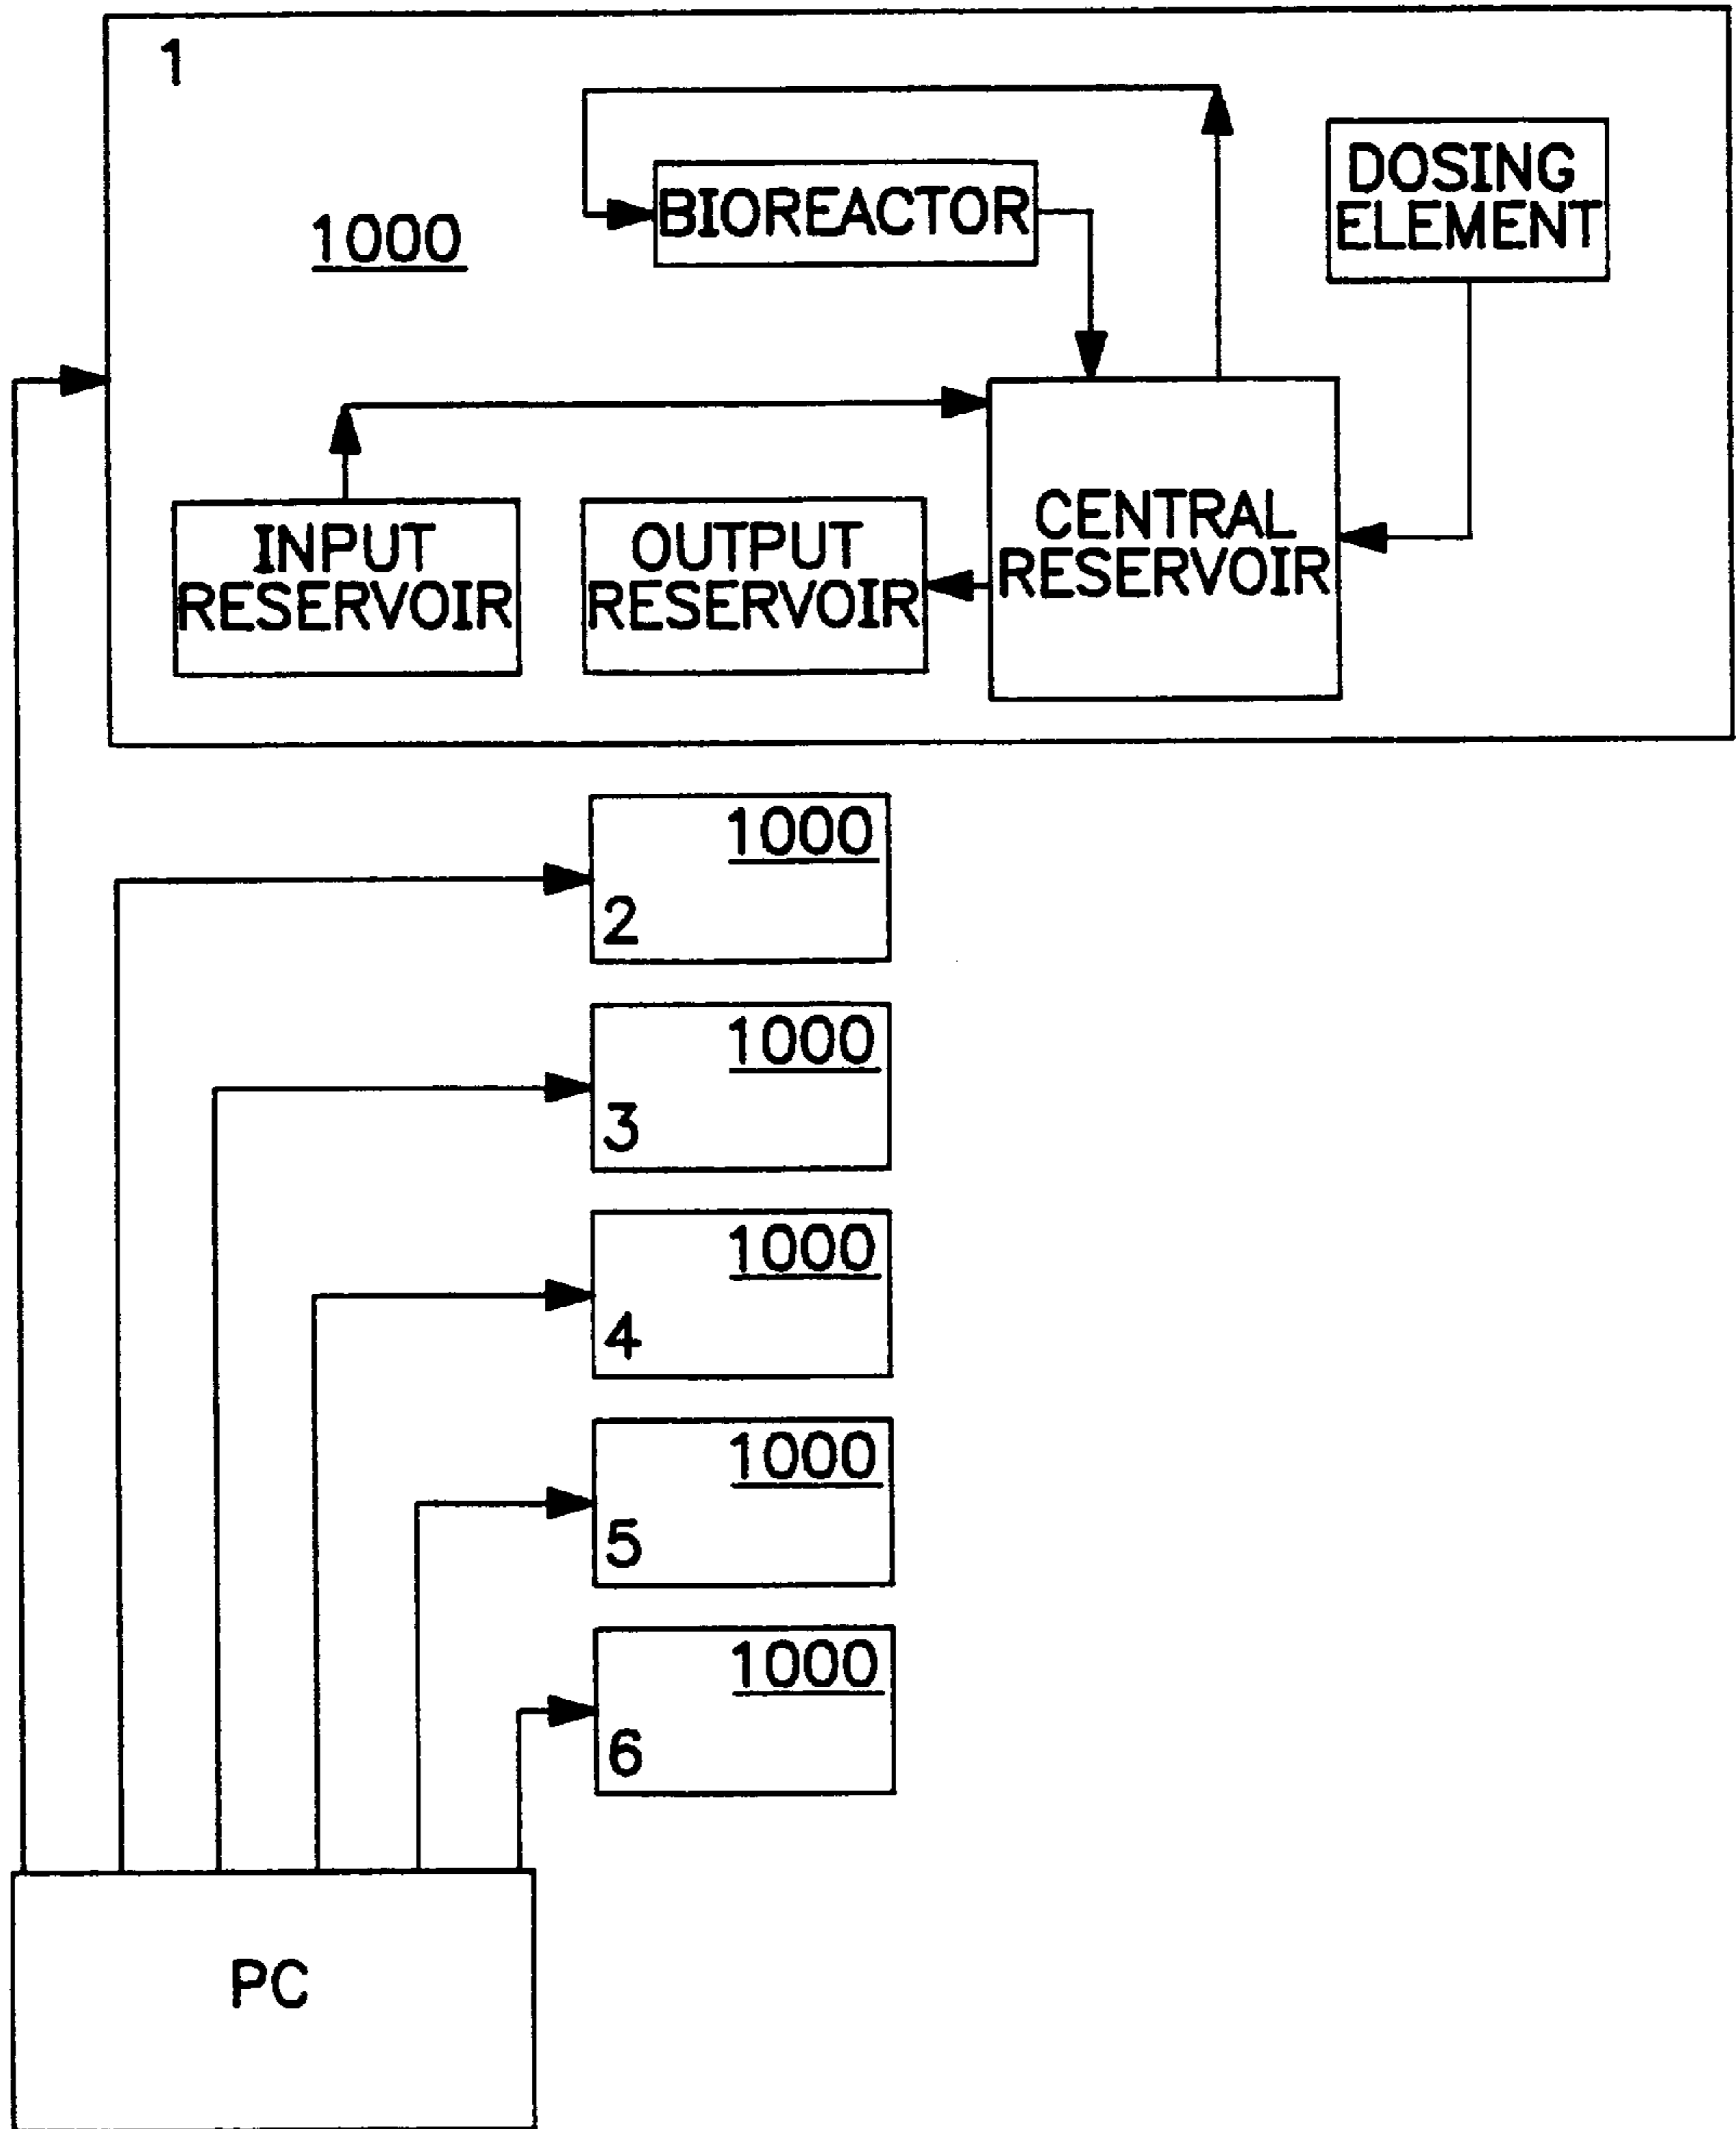 1
1000
BIOREACTOR
DOSING
ELEMENT
INPUT
RESERVOIR
OUTPUT
RESERVOIR
CENTRAL
RESERVOIR
1000
2
1000
3
1000
4
1000
5
1000
6
PC